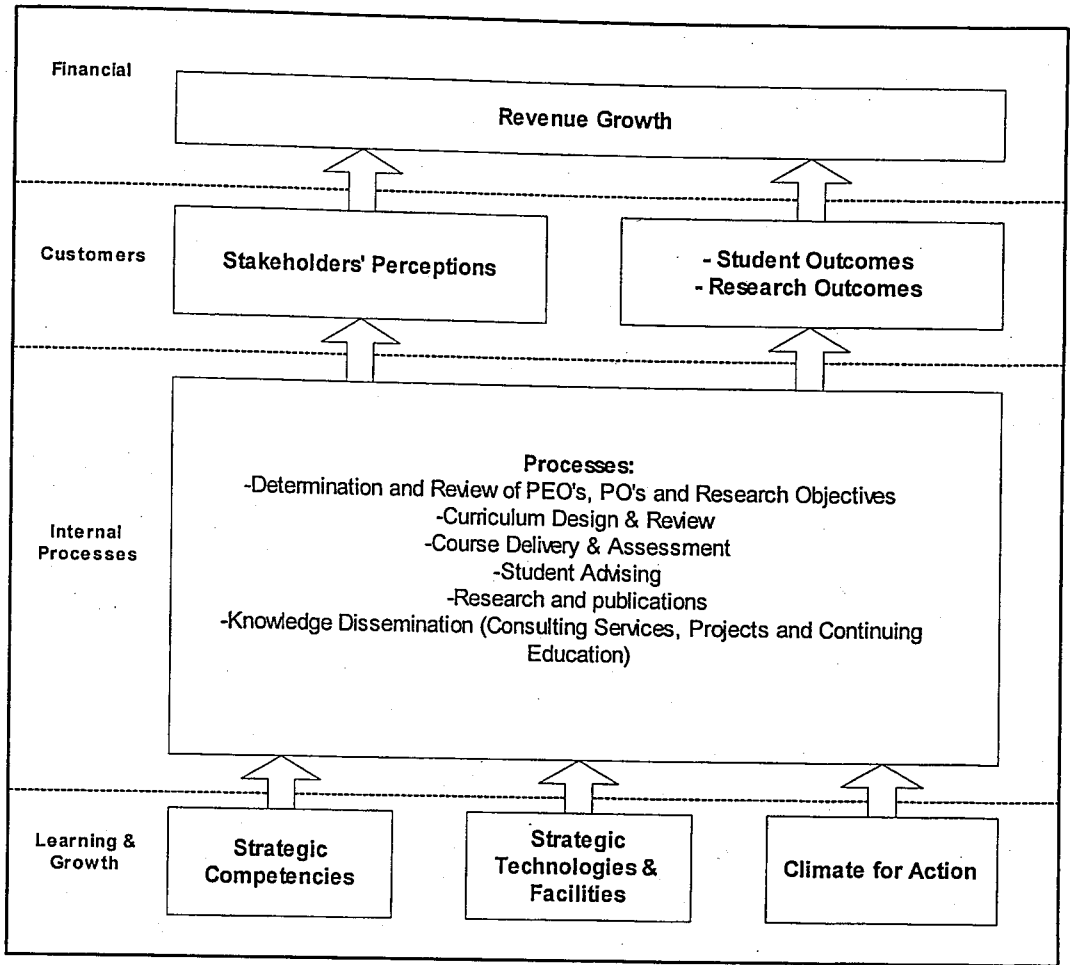 Financial
Revenue Growth
Customers
Stakeholders' Perceptions
- Student Outcomes
- Research Outcomes
Internal
Processes
Processes:
-Determination and Review of PEO's, PO's and Research Objectives
-Curriculum Design & Review
-Course Delivery & Assessment
-Student Advising
-Research and publications
-Knowledge Dissemination (Consulting Services, Projects and Continuing
Education)
Learning &
Growth
Strategic
Competencies
Strategic
Technologies &
Facilities
Climate for Action